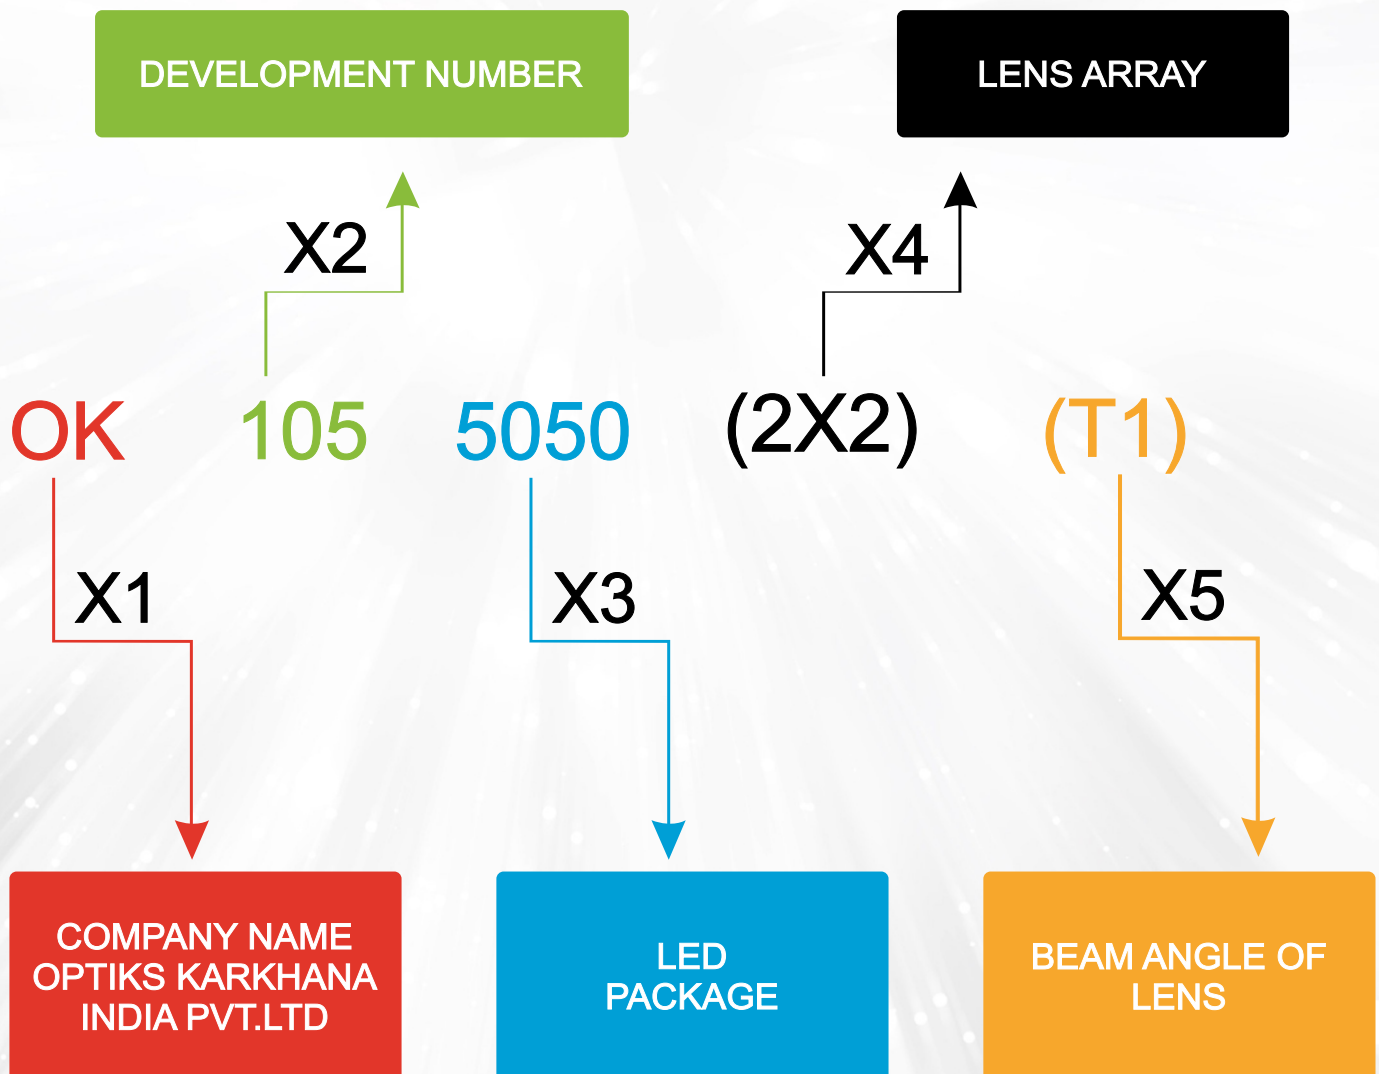 DEVELOPMENT NUMBER
LENS ARRAY
X2
X4
OK 105 5050 (2X2) (T1)
X1
X3
X5
COMPANY NAME
OPTIKS KARKHANA
INDIA PVT.LTD
LED
PACKAGE
BEAM ANGLE OF
LENS